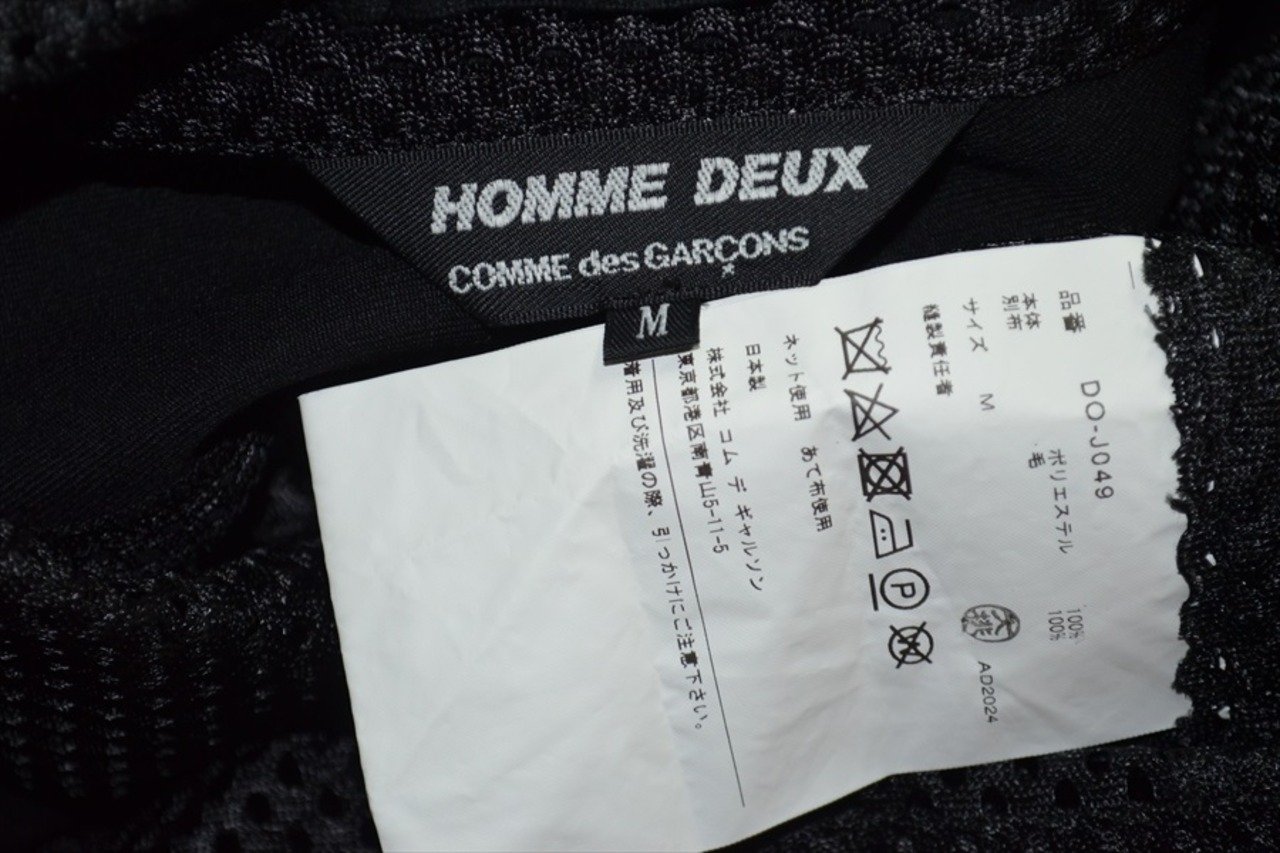 HOMME DEUX
COMME des GARÇONS
M
品番 DO-J049
本体 ポリエステル 100%
別布 毛 100%
サイズ M
縫製責任者 大桃 AD2024
P
ネット使用 あて布使用
日本製
株式会社 コム デ ギャルソン
東京都港区南青山5-11-5
着用及び洗濯の際、引っかけにご注意下さい。